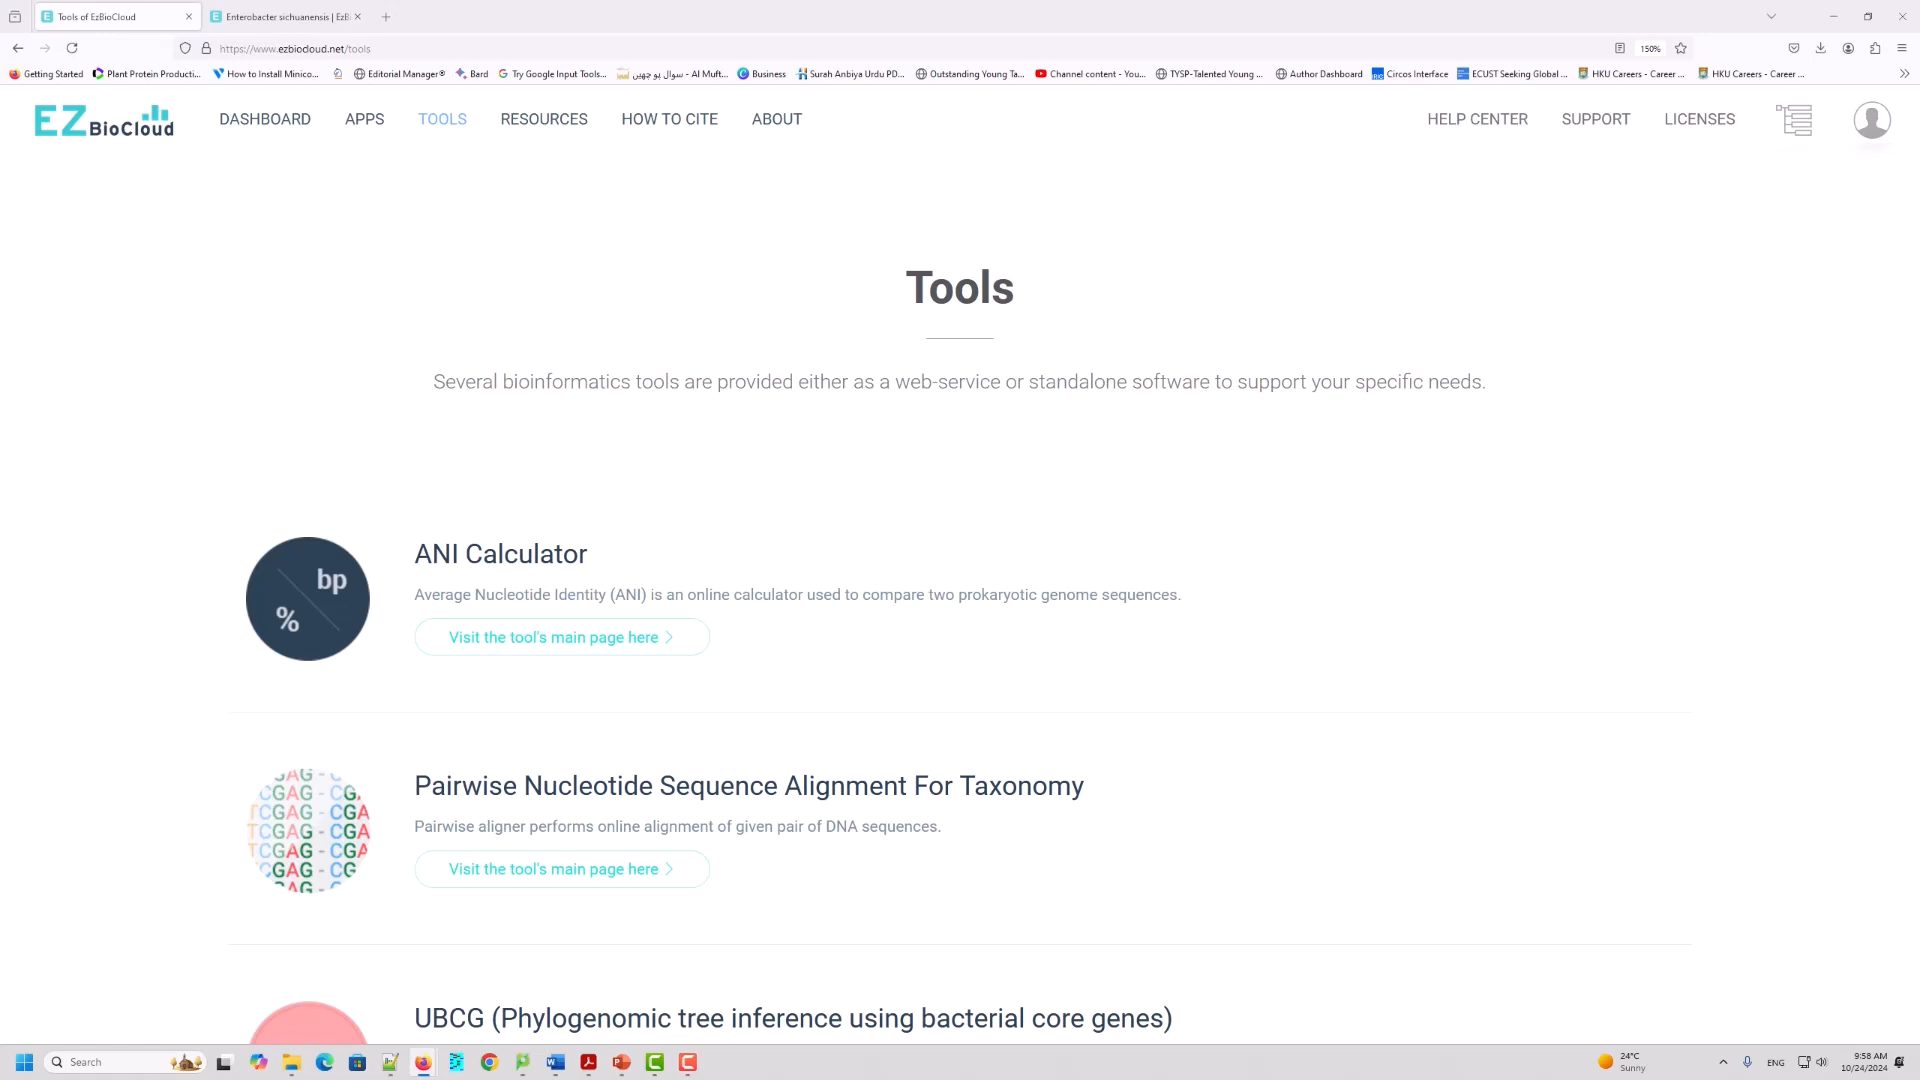 Tools of EzBioCloud
Enterobacter sichuanensis | EzBi
https://www.ezbiocloud.net/tools
150%
Getting Started
Plant Protein Producti...
How to Install Minico...
Editorial Manager®
Bard
Try Google Input Tools...
سوال پو چھیں - Al Muft...
Business
Surah Anbiya Urdu PD...
Outstanding Young Ta...
Channel content - You...
TYSP-Talented Young ...
Author Dashboard
Circos Interface
ECUST Seeking Global ...
HKU Careers - Career ...
HKU Careers - Career ...
EZBioCloud
DASHBOARD
APPS
TOOLS
RESOURCES
HOW TO CITE
ABOUT
HELP CENTER
SUPPORT
LICENSES
Tools
Several bioinformatics tools are provided either as a web-service or standalone software to support your specific needs.
bp
%
ANI Calculator
Average Nucleotide Identity (ANI) is an online calculator used to compare two prokaryotic genome sequences.
Visit the tool's main page here
Pairwise Nucleotide Sequence Alignment For Taxonomy
Pairwise aligner performs online alignment of given pair of DNA sequences.
Visit the tool's main page here
UBCG (Phylogenomic tree inference using bacterial core genes)
Search
24°C
Sunny
ENG
9:58 AM
10/24/2024